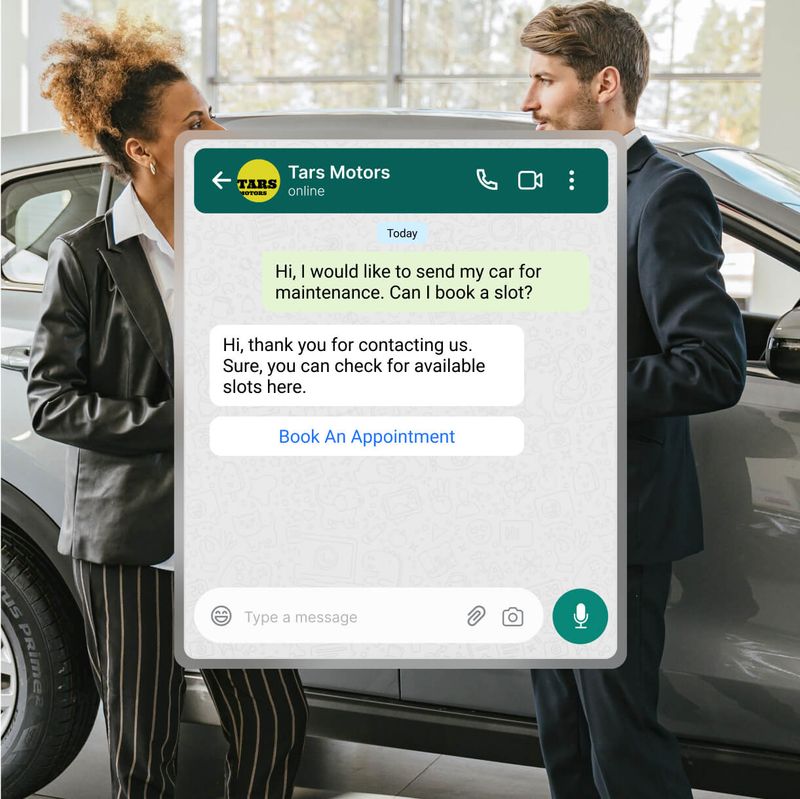 TARS
MOTORS
Tars Motors
online
Today
Hi, I would like to send my car for
maintenance. Can I book a slot?
Hi, thank you for contacting us.
Sure, you can check for available
slots here.
Book An Appointment
Type a message
PRIMER